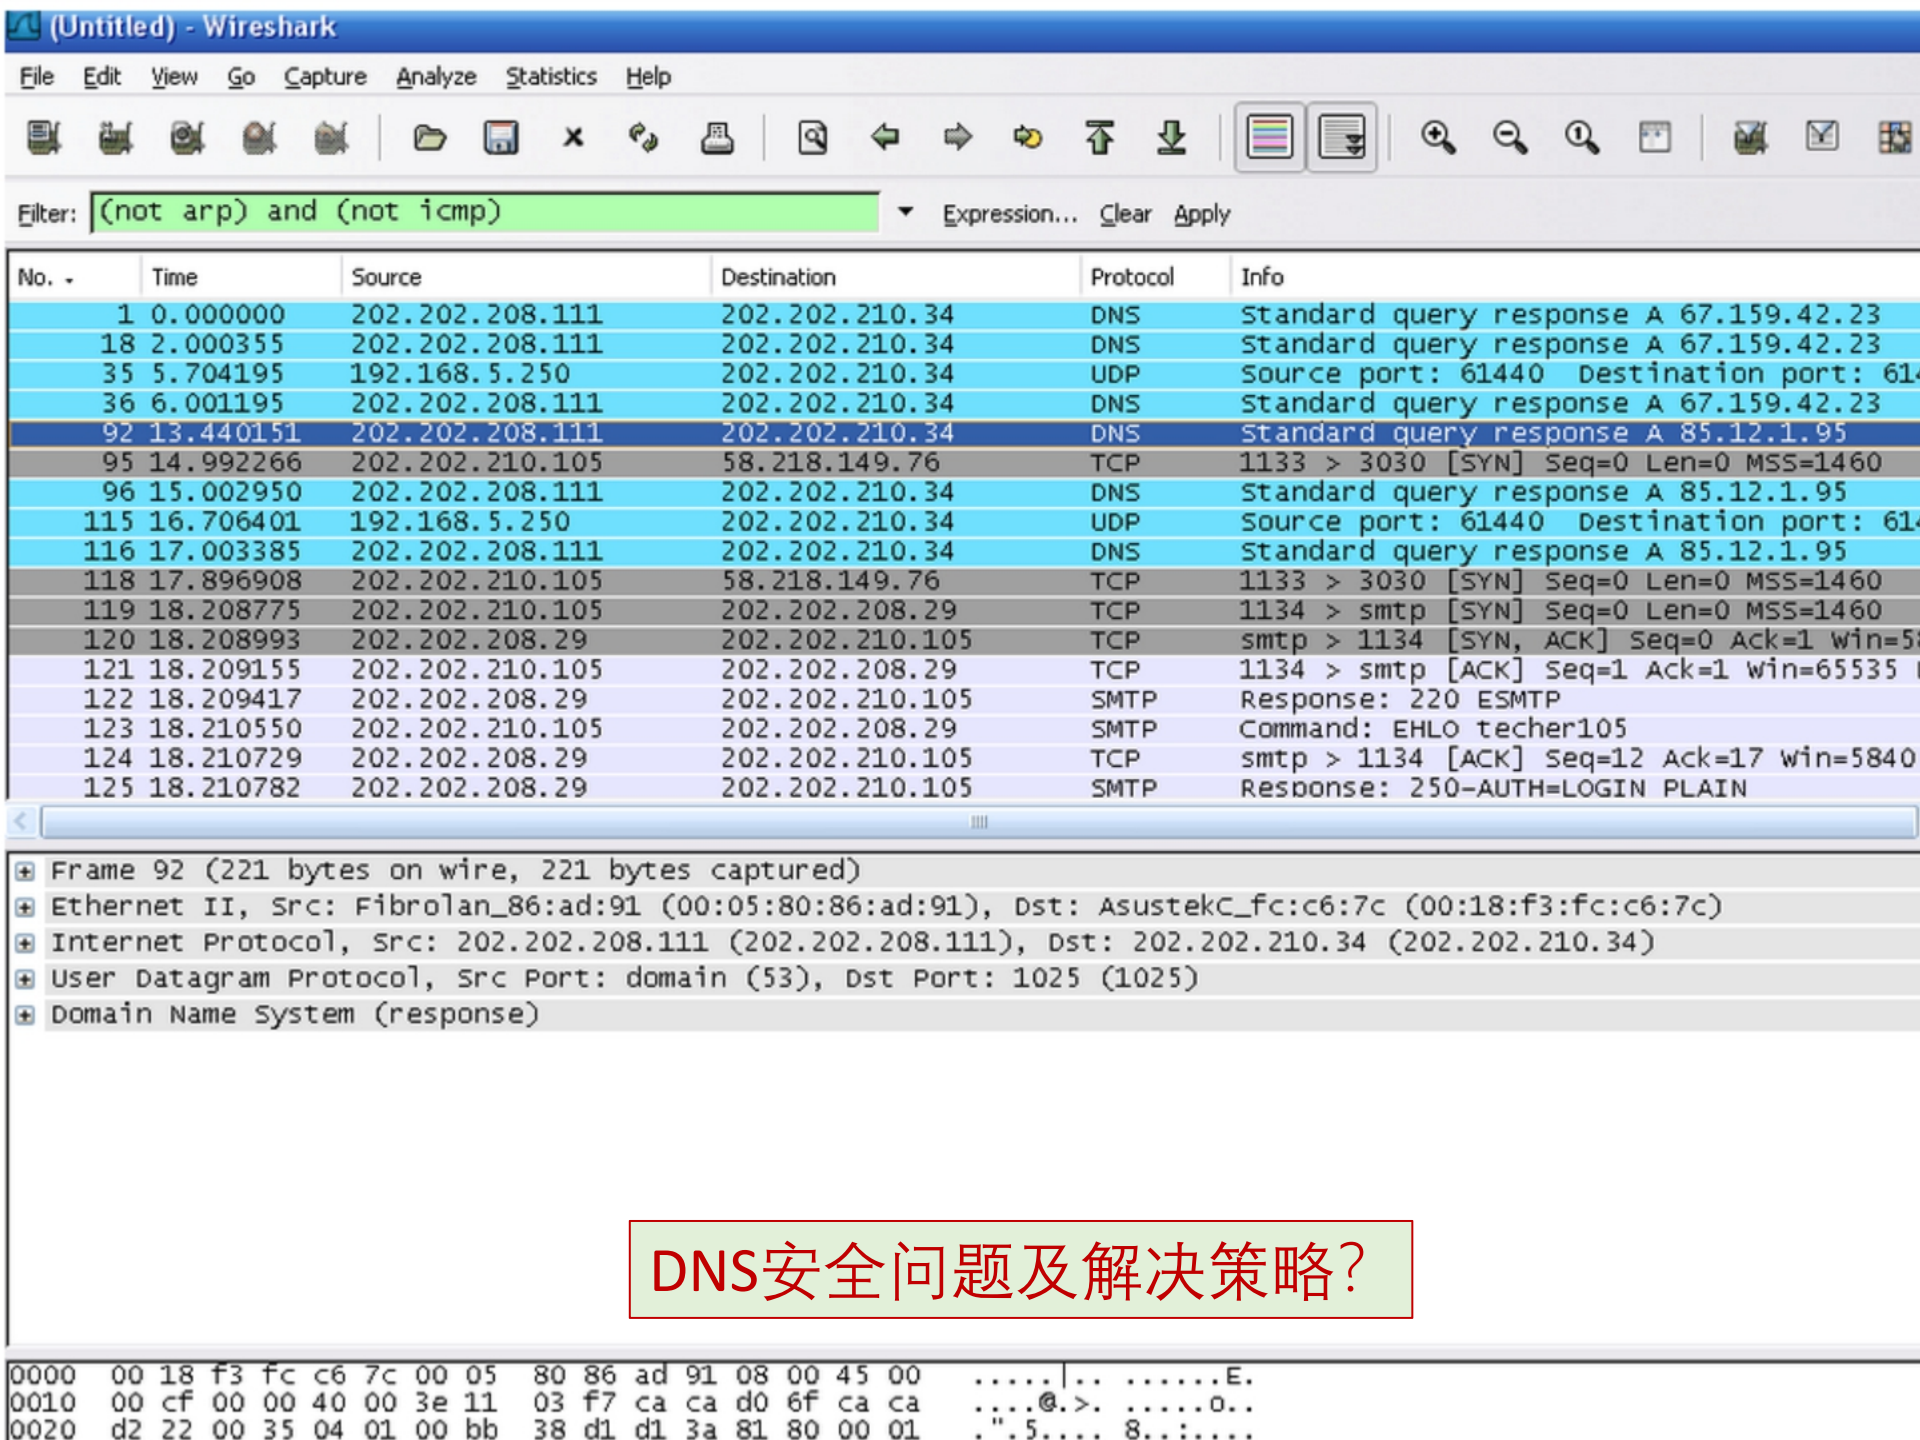 (Untitled) - Wireshark
File Edit View Go Capture Analyze Statistics Help
Filter: (not arp) and (not icmp) Expression... Clear Apply
No. Time Source Destination Protocol Info
1 0.000000 202.202.208.111 202.202.210.34 DNS Standard query response A 67.159.42.23
18 2.000355 202.202.208.111 202.202.210.34 DNS Standard query response A 67.159.42.23
35 5.704195 192.168.5.250 202.202.210.34 UDP Source port: 61440 Destination port:
36 6.001195 202.202.208.111 202.202.210.34 DNS Standard query response A 67.159.42.23
92 13.440151 202.202.208.111 202.202.210.34 DNS Standard query response A 85.12.1.95
95 14.992266 202.202.210.105 58.218.149.76 TCP 1133 > 3030 [SYN] Seq=0 Len=0 MSS=1460
96 15.002950 202.202.208.111 202.202.210.34 DNS Standard query response A 85.12.1.95
115 16.706401 192.168.5.250 202.202.210.34 UDP Source port: 61440 Destination port:
116 17.003385 202.202.208.111 202.202.210.34 DNS Standard query response A 85.12.1.95
118 17.896908 202.202.210.105 58.218.149.76 TCP 1133 > 3030 [SYN] Seq=0 Len=0 MSS=1460
119 18.208775 202.202.210.105 202.202.208.29 TCP 1134 > smtp [SYN] Seq=0 Len=0 MSS=1460
120 18.208993 202.202.208.29 202.202.210.105 TCP smtp > 1134 [SYN, ACK] Seq=0 Ack=1
121 18.209155 202.202.210.105 202.202.208.29 TCP 1134 > smtp [ACK] Seq=1 Ack=1 Win=65535
122 18.209417 202.202.208.29 202.202.210.105 SMTP Response: 220 ESMTP
123 18.210550 202.202.210.105 202.202.208.29 SMTP Command: EHLO techer105
124 18.210729 202.202.208.29 202.202.210.105 TCP smtp > 1134 [ACK] Seq=12 Ack=17 Win=5840
125 18.210782 202.202.208.29 202.202.210.105 SMTP Response: 250-AUTH=LOGIN PLAIN
Frame 92 (221 bytes on wire, 221 bytes captured)
Ethernet II, Src: Fibrolan_86:ad:91 (00:05:80:86:ad:91), Dst: AsustekC_fc:c6:7c (00:18:f3:fc:c6:7c)
Internet Protocol, Src: 202.202.208.111 (202.202.208.111), Dst: 202.202.210.34 (202.202.210.34)
User Datagram Protocol, Src Port: domain (53), Dst Port: 1025 (1025)
Domain Name System (response)
DNS安全问题及解决策略?
0000 00 18 f3 fc c6 7c 00 05 80 86 ad 91 08 00 45 00 .....|.. ......E.
0010 00 cf 00 00 40 00 3e 11 03 f7 ca ca d0 6f ca ca ....@.>. .....o..
0020 d2 22 00 35 04 01 00 bb 38 d1 d1 3a 81 80 00 01 .".5.... 8..:....